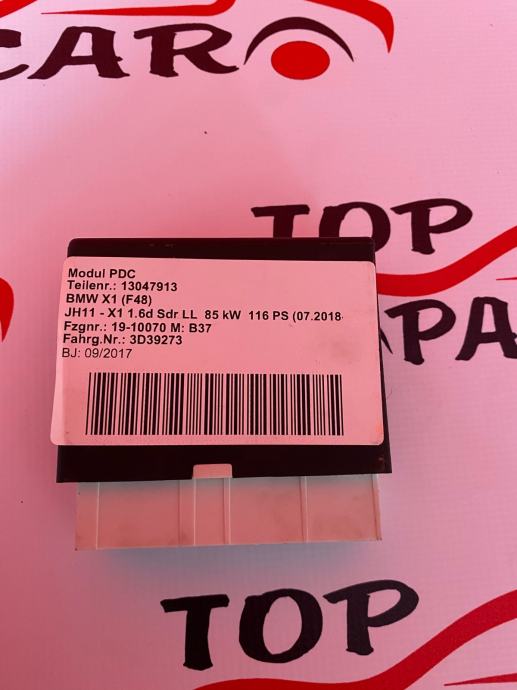 CAR
TOP
Modul PDC
Teilenr.: 13047913
BMW X1 (F48)
JH11 - X1 1.6d Sdr LL 85 kW 116 PS (07.2018-
Fzgnr.: 19-10070 M: B37
Fahrg.Nr.: 3D39273
BJ: 09/2017
TOP